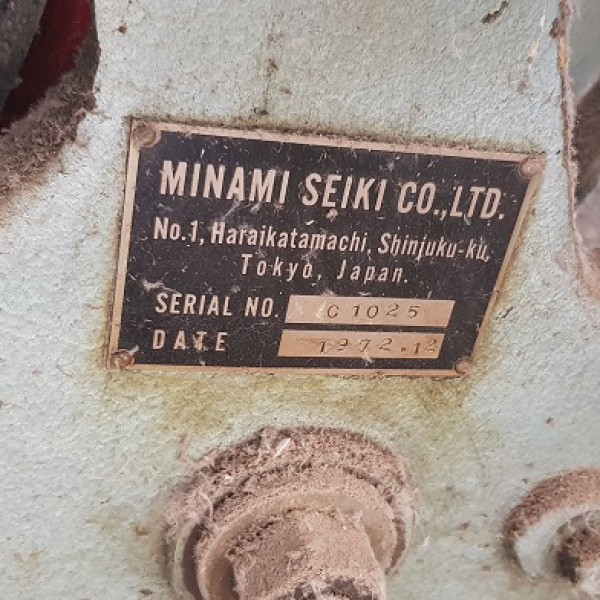 MINAMI SEIKI CO.,LTD.
No.1, Haraikatamachi, Shinjuku-ku,
Tokyo, Japan.
SERIAL NO. C1025
DATE 1972.12